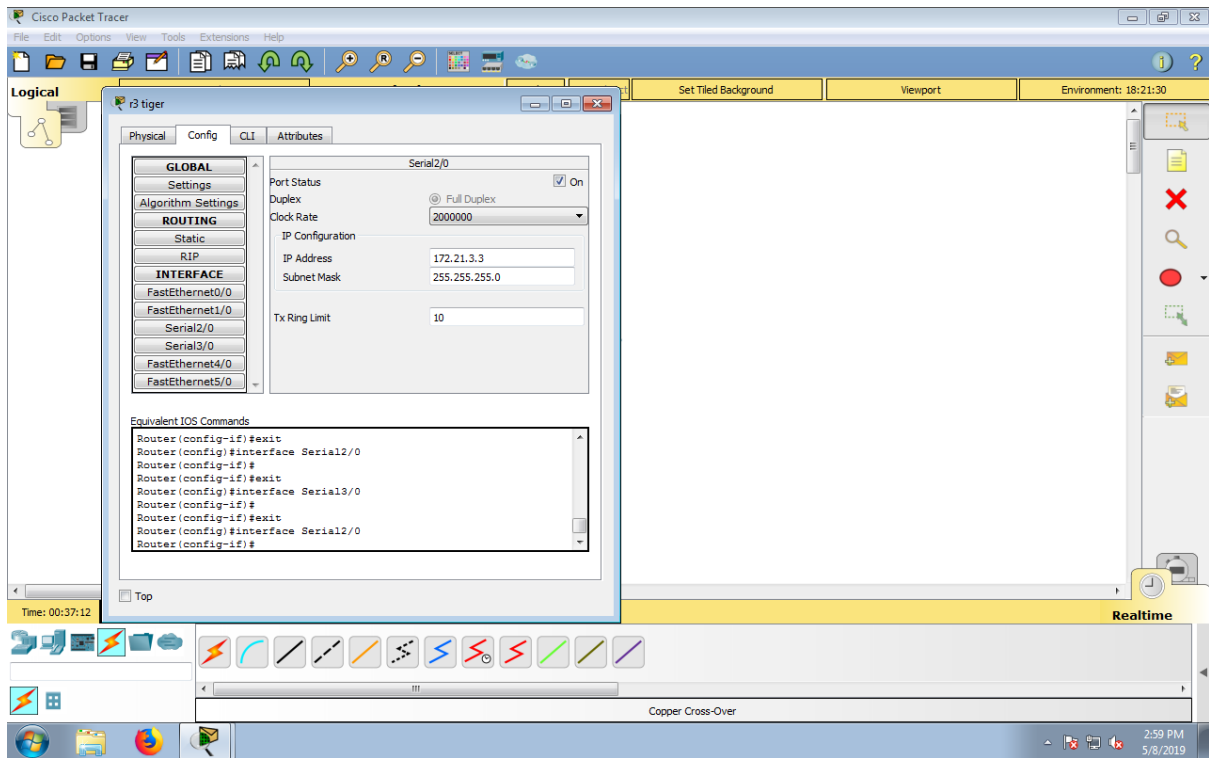 Cisco Packet Tracer
File Edit Options View Tools Extensions Help
Logical
Set Tiled Background
Viewport
Environment: 18:21:30
r3 tiger
Physical Config CLI Attributes
GLOBAL
Settings
Algorithm Settings
ROUTING
Static
RIP
INTERFACE
FastEthernet0/0
FastEthernet1/0
Serial2/0
Serial3/0
FastEthernet4/0
FastEthernet5/0
Serial2/0
Port Status
On
Duplex
Full Duplex
Clock Rate
2000000
IP Configuration
IP Address
172.21.3.3
Subnet Mask
255.255.255.0
Tx Ring Limit
10
Equivalent IOS Commands
Router(config-if)#exit
Router(config)#interface Serial2/0
Router(config-if)#
Router(config-if)#exit
Router(config)#interface Serial3/0
Router(config-if)#
Router(config-if)#exit
Router(config)#interface Serial2/0
Router(config-if)#
Top
Time: 00:37:12
Realtime
Copper Cross-Over
2:59 PM
5/8/2019